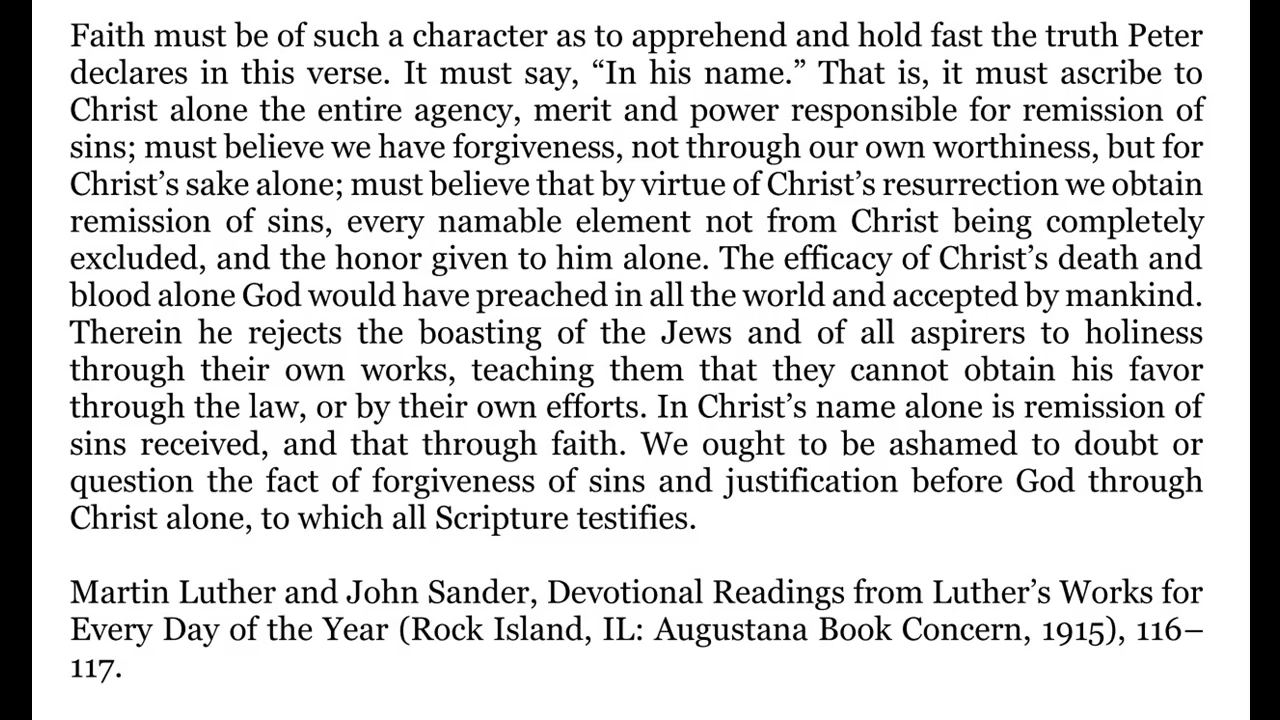 Faith must be of such a character as to apprehend and hold fast the truth Peter
declares in this verse. It must say, “In his name.” That is, it must ascribe to
Christ alone the entire agency, merit and power responsible for remission of
sins; must believe we have forgiveness, not through our own worthiness, but for
Christ’s sake alone; must believe that by virtue of Christ’s resurrection we obtain
remission of sins, every namable element not from Christ being completely
excluded, and the honor given to him alone. The efficacy of Christ’s death and
blood alone God would have preached in all the world and accepted by mankind.
Therein he rejects the boasting of the Jews and of all aspirers to holiness
through their own works, teaching them that they cannot obtain his favor
through the law, or by their own efforts. In Christ’s name alone is remission of
sins received, and that through faith. We ought to be ashamed to doubt or
question the fact of forgiveness of sins and justification before God through
Christ alone, to which all Scripture testifies.
Martin Luther and John Sander, Devotional Readings from Luther’s Works for
Every Day of the Year (Rock Island, IL: Augustana Book Concern, 1915), 116–
117.